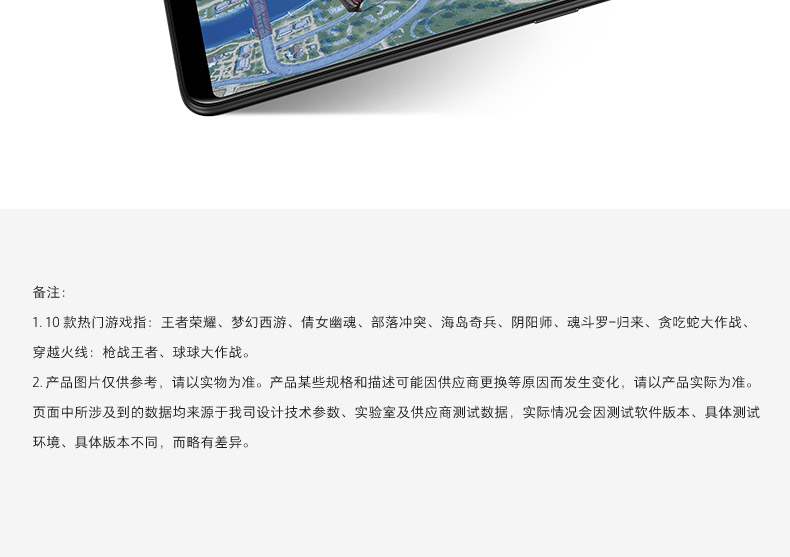 备注：
1. 10 款热门游戏指：王者荣耀、梦幻西游、倩女幽魂、部落冲突、海岛奇兵、阴阳师、魂斗罗-归来、贪吃蛇大作战、
穿越火线：枪战王者、球球大作战。
2. 产品图片仅供参考，请以实物为准。产品某些规格和描述可能因供应商更换等原因而发生变化，请以产品实际为准。
页面中所涉及到的数据均来源于我司设计技术参数、实验室及供应商测试数据，实际情况会因测试软件版本、具体测试
环境、具体版本不同，而略有差异。